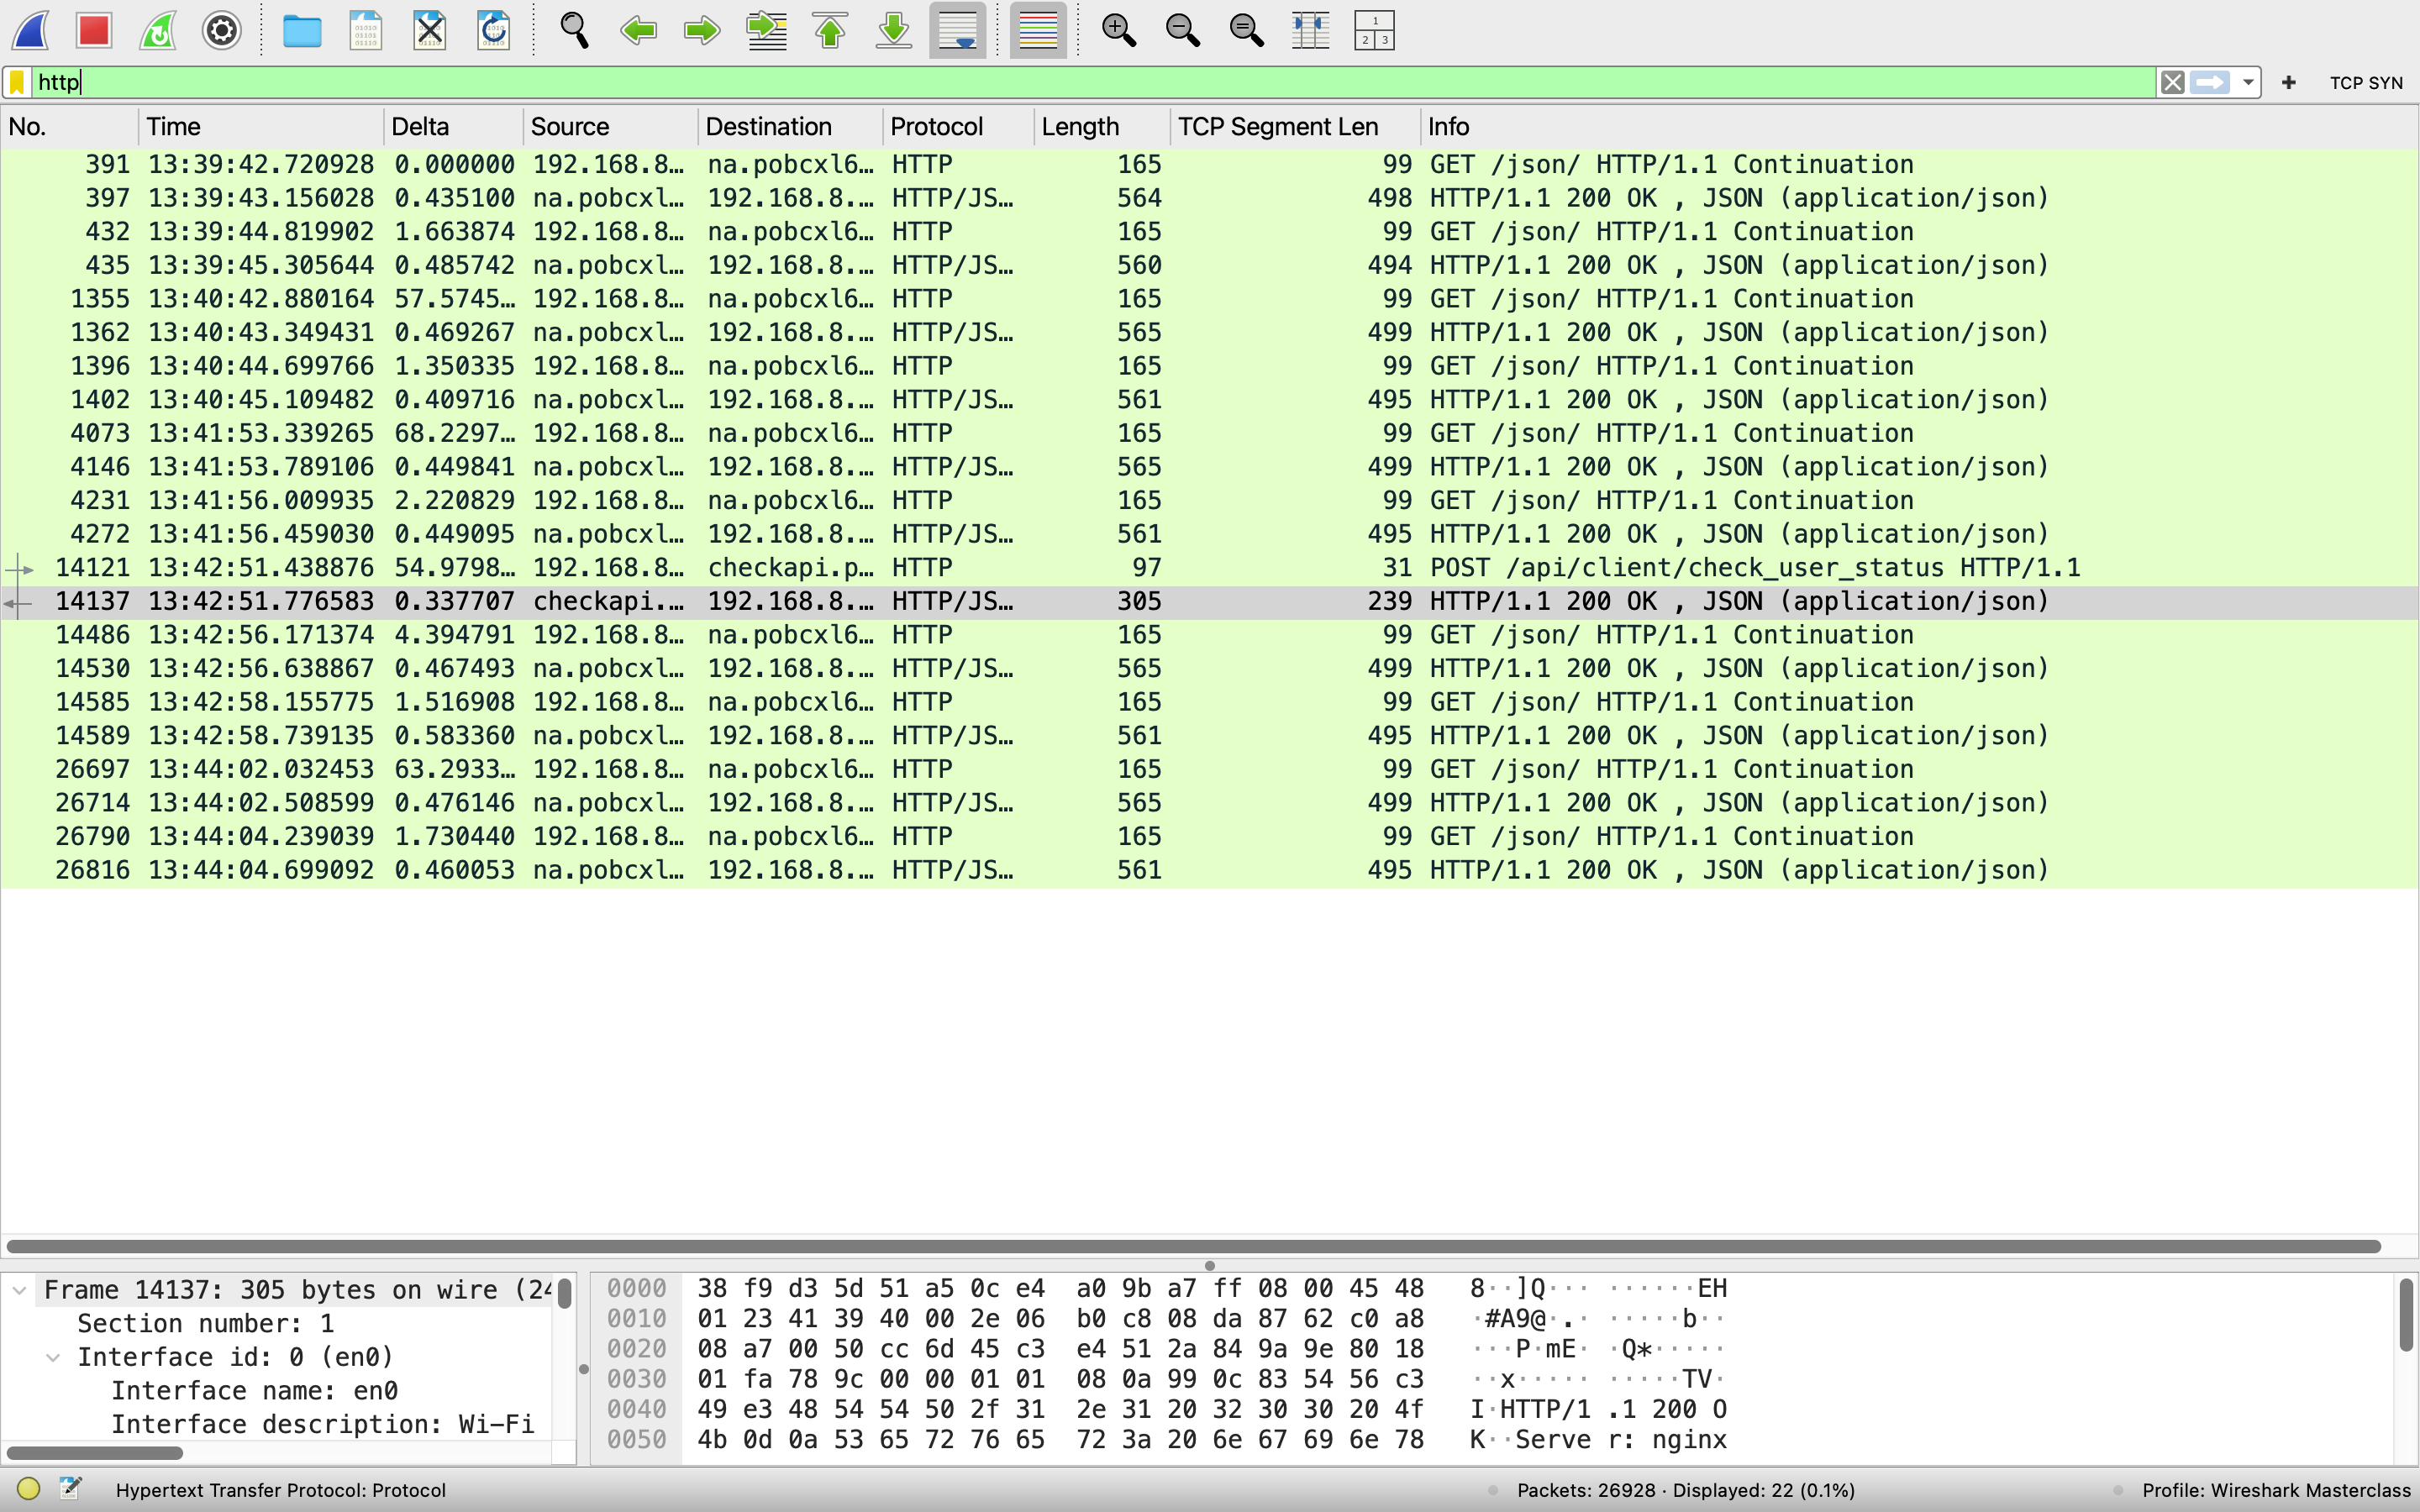 http
TCP SYN
No. Time Delta Source Destination Protocol Length TCP Segment Len Info
391 13:39:42.720928 0.000000 192.168.8… na.pobcxl6… HTTP 165 99 GET /json/ HTTP/1.1 Continuation
397 13:39:43.156028 0.435100 na.pobcxl… 192.168.8.… HTTP/JS… 564 498 HTTP/1.1 200 OK , JSON (application/json)
432 13:39:44.819902 1.663874 192.168.8… na.pobcxl6… HTTP 165 99 GET /json/ HTTP/1.1 Continuation
435 13:39:45.305644 0.485742 na.pobcxl… 192.168.8.… HTTP/JS… 560 494 HTTP/1.1 200 OK , JSON (application/json)
1355 13:40:42.880164 57.5745… 192.168.8… na.pobcxl6… HTTP 165 99 GET /json/ HTTP/1.1 Continuation
1362 13:40:43.349431 0.469267 na.pobcxl… 192.168.8.… HTTP/JS… 565 499 HTTP/1.1 200 OK , JSON (application/json)
1396 13:40:44.699766 1.350335 192.168.8… na.pobcxl6… HTTP 165 99 GET /json/ HTTP/1.1 Continuation
1402 13:40:45.109482 0.409716 na.pobcxl… 192.168.8.… HTTP/JS… 561 495 HTTP/1.1 200 OK , JSON (application/json)
4073 13:41:53.339265 68.2297… 192.168.8… na.pobcxl6… HTTP 165 99 GET /json/ HTTP/1.1 Continuation
4146 13:41:53.789106 0.449841 na.pobcxl… 192.168.8.… HTTP/JS… 565 499 HTTP/1.1 200 OK , JSON (application/json)
4231 13:41:56.009935 2.220829 192.168.8… na.pobcxl6… HTTP 165 99 GET /json/ HTTP/1.1 Continuation
4272 13:41:56.459030 0.449095 na.pobcxl… 192.168.8.… HTTP/JS… 561 495 HTTP/1.1 200 OK , JSON (application/json)
14121 13:42:51.438876 54.9798… 192.168.8… checkapi.p… HTTP 97 31 POST /api/client/check_user_status HTTP/1.1
14137 13:42:51.776583 0.337707 checkapi.… 192.168.8.… HTTP/JS… 305 239 HTTP/1.1 200 OK , JSON (application/json)
14486 13:42:56.171374 4.394791 192.168.8… na.pobcxl6… HTTP 165 99 GET /json/ HTTP/1.1 Continuation
14530 13:42:56.638867 0.467493 na.pobcxl… 192.168.8.… HTTP/JS… 565 499 HTTP/1.1 200 OK , JSON (application/json)
14585 13:42:58.155775 1.516908 192.168.8… na.pobcxl6… HTTP 165 99 GET /json/ HTTP/1.1 Continuation
14589 13:42:58.739135 0.583360 na.pobcxl… 192.168.8.… HTTP/JS… 561 495 HTTP/1.1 200 OK , JSON (application/json)
26697 13:44:02.032453 63.2933… 192.168.8… na.pobcxl6… HTTP 165 99 GET /json/ HTTP/1.1 Continuation
26714 13:44:02.508599 0.476146 na.pobcxl… 192.168.8.… HTTP/JS… 565 499 HTTP/1.1 200 OK , JSON (application/json)
26790 13:44:04.239039 1.730440 192.168.8… na.pobcxl6… HTTP 165 99 GET /json/ HTTP/1.1 Continuation
26816 13:44:04.699092 0.460053 na.pobcxl… 192.168.8.… HTTP/JS… 561 495 HTTP/1.1 200 OK , JSON (application/json)
Frame 14137: 305 bytes on wire (24
Section number: 1
Interface id: 0 (en0)
Interface name: en0
Interface description: Wi-Fi
0000 38 f9 d3 5d 51 a5 0c e4 a0 9b a7 ff 08 00 45 48 8··]Q··· ······EH
0010 01 23 41 39 40 00 2e 06 b0 c8 08 da 87 62 c0 a8 ·#A9@·.· ·····b··
0020 08 a7 00 50 cc 6d 45 c3 e4 51 2a 84 9a 9e 80 18 ···P·mE· ·Q*·····
0030 01 fa 78 9c 00 00 01 01 08 0a 99 0c 83 54 56 c3 ··x····· ·····TV·
0040 49 e3 48 54 54 50 2f 31 2e 31 20 32 30 30 20 4f I·HTTP/1 .1 200 O
0050 4b 0d 0a 53 65 72 76 65 72 3a 20 6e 67 69 6e 78 K··Serve r: nginx
Hypertext Transfer Protocol: Protocol
Packets: 26928 · Displayed: 22 (0.1%)
Profile: Wireshark Masterclass